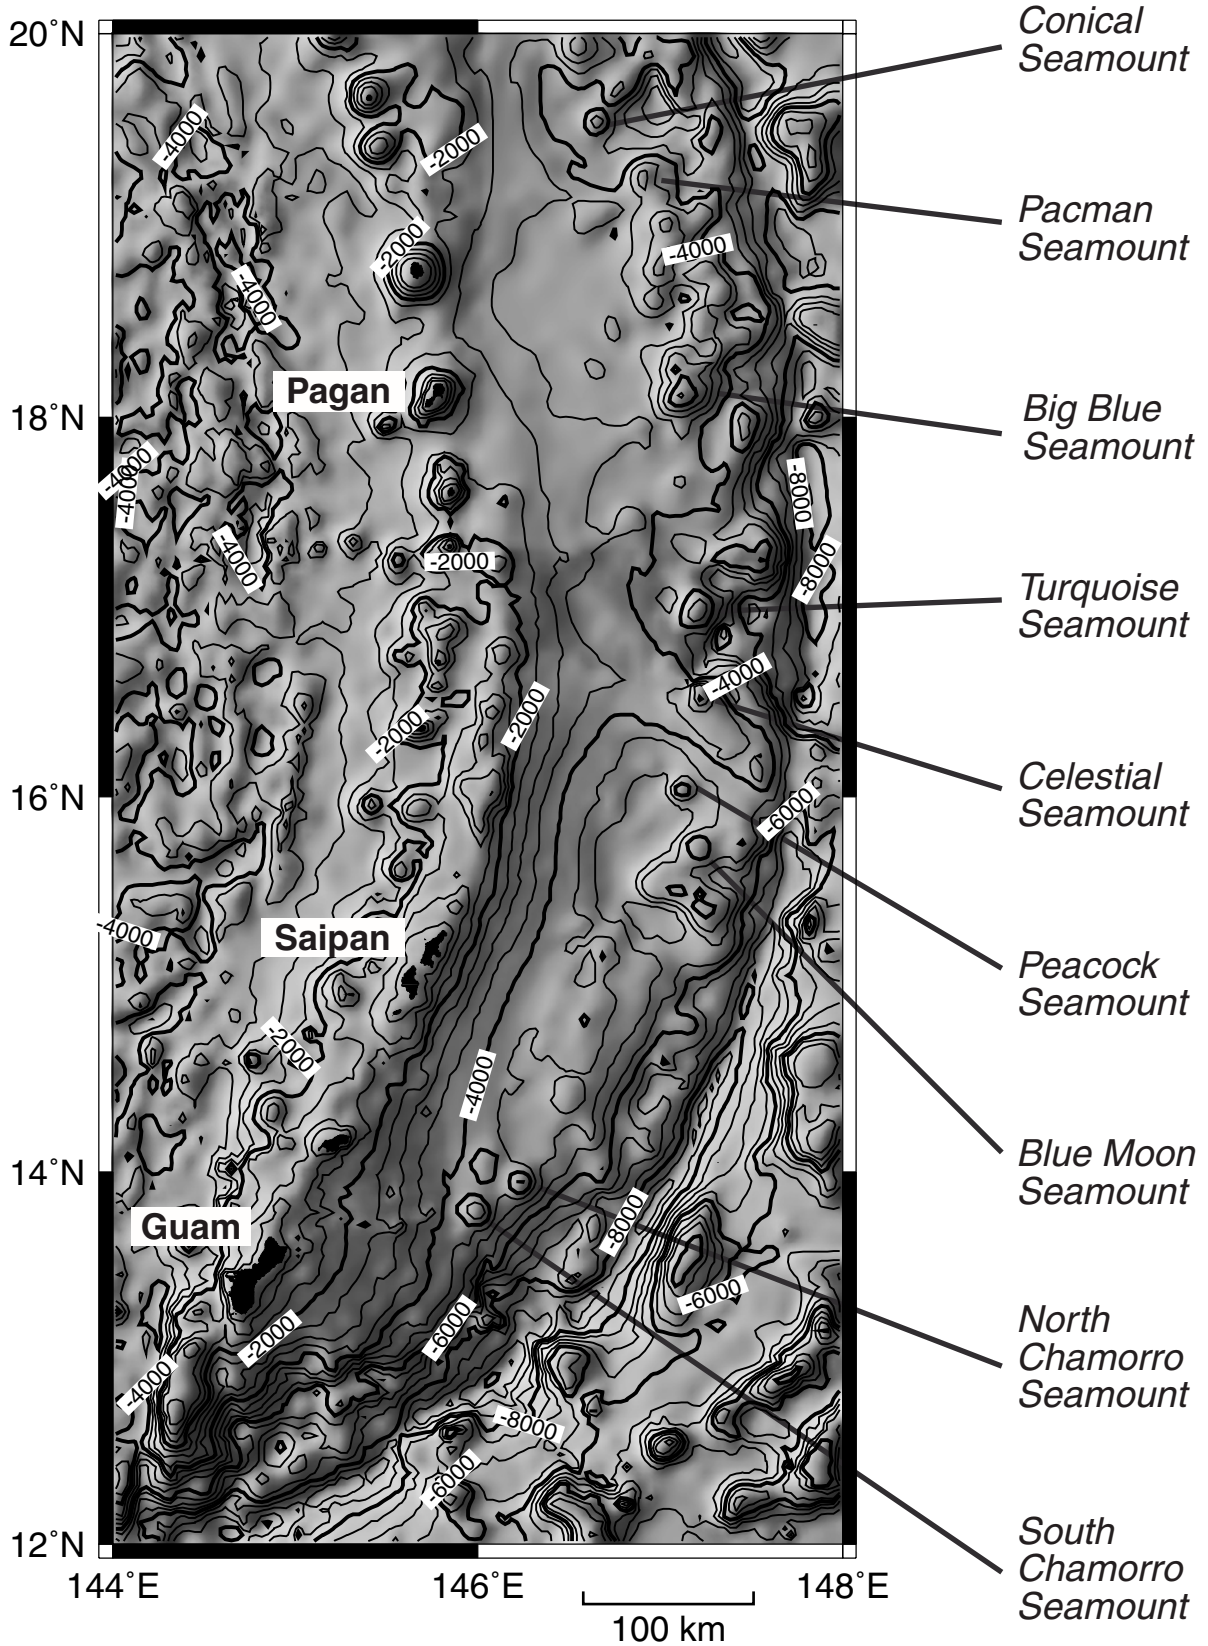 20˚N
Conical
Seamount
-4000
-2000
Pacman
Seamount
-2000
-4000
-4000
Pagan
18˚N
Big Blue
Seamount
-4000
-4000
-8000
-4000
-2000
-8000
Turquoise
Seamount
-4000
-2000
-2000
Celestial
Seamount
16˚N
-6000
-4000
Saipan
Peacock
Seamount
-2000
-4000
Blue Moon
Seamount
14˚N
Guam
-8000
-6000
-2000
-6000
North
Chamorro
Seamount
-4000
-8000
-6000
South
Chamorro
Seamount
12˚N
144˚E
146˚E
148˚E
100 km